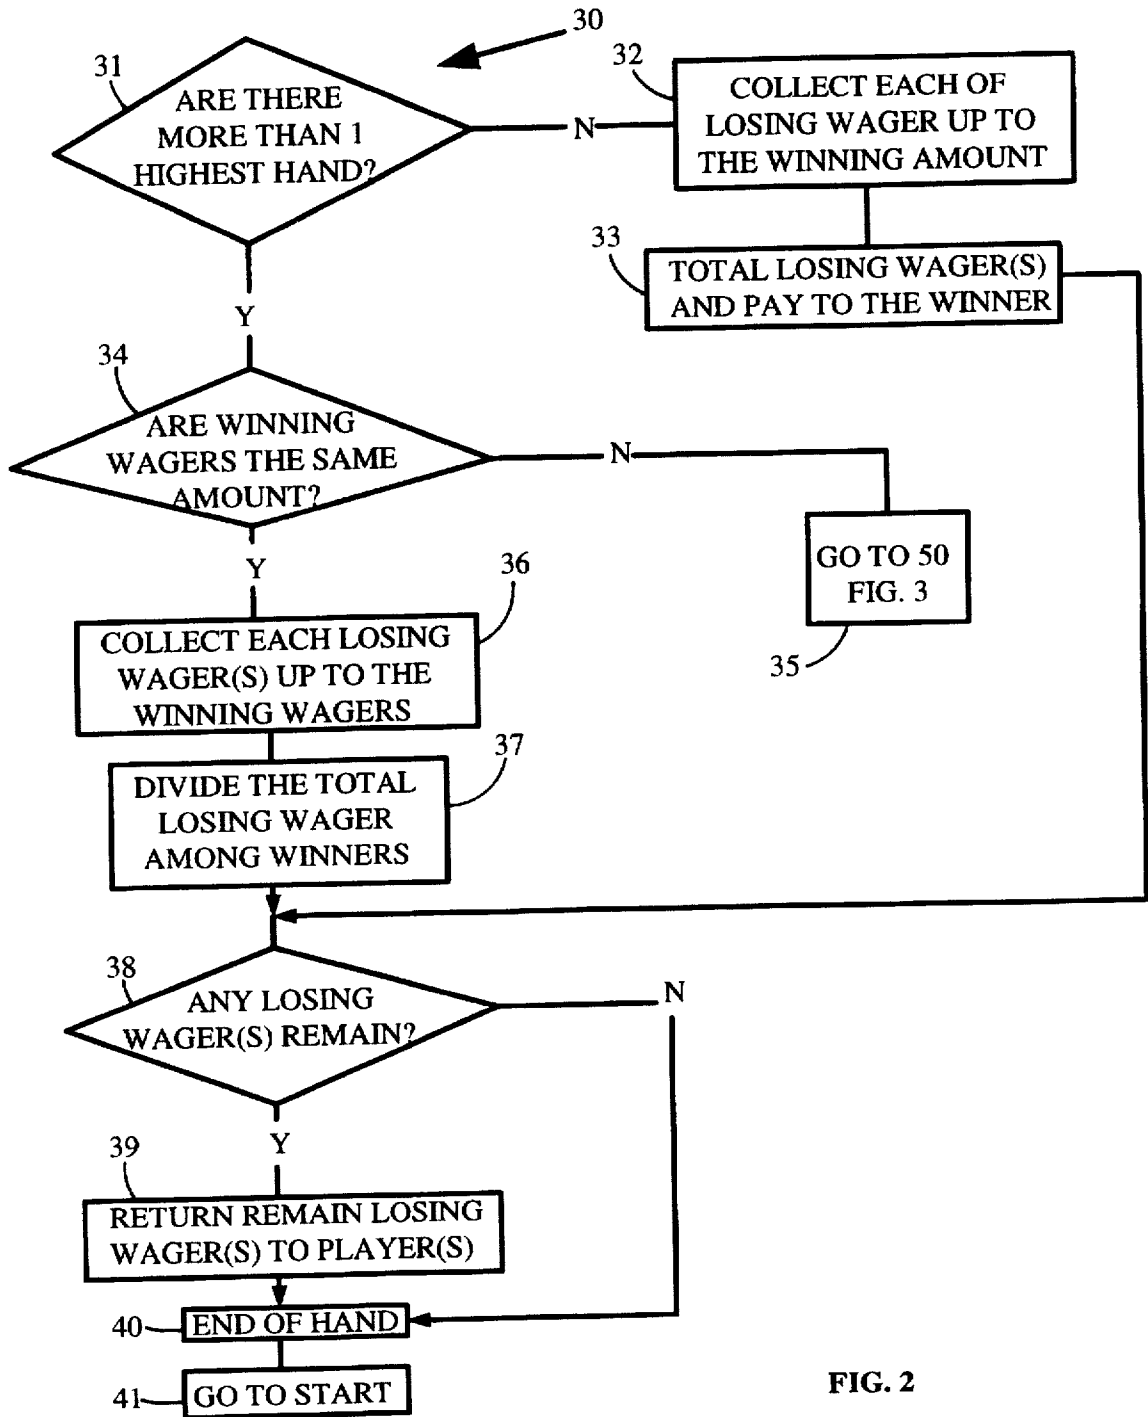 30
31
ARE THERE
MORE THAN 1
HIGHEST HAND?
N
32
COLLECT EACH OF
LOSING WAGER UP TO
THE WINNING AMOUNT
33
TOTAL LOSING WAGER(S)
AND PAY TO THE WINNER
Y
34
ARE WINNING
WAGERS THE SAME
AMOUNT?
N
GO TO 50
FIG. 3
35
Y
36
COLLECT EACH LOSING
WAGER(S) UP TO THE
WINNING WAGERS
37
DIVIDE THE TOTAL
LOSING WAGER
AMONG WINNERS
38
ANY LOSING
WAGER(S) REMAIN?
N
Y
39
RETURN REMAIN LOSING
WAGER(S) TO PLAYER(S)
40
END OF HAND
41
GO TO START
FIG. 2